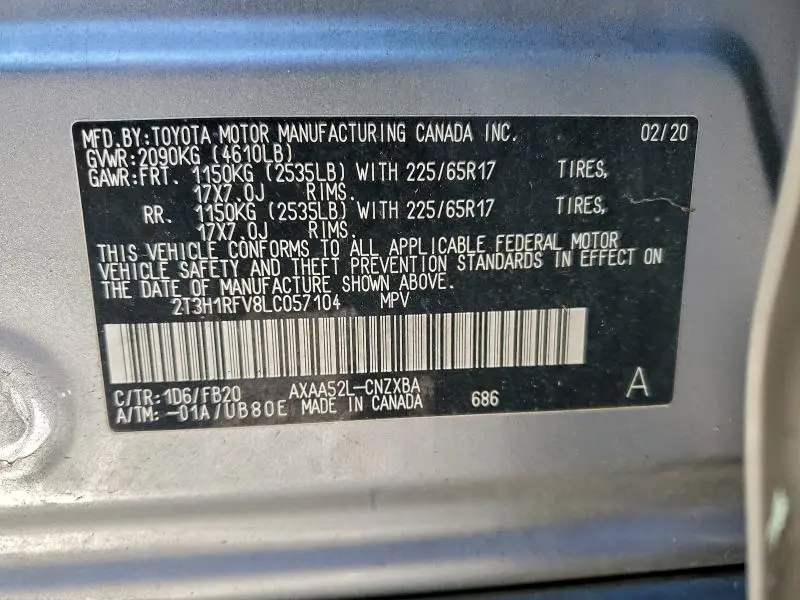 MFD.BY:TOYOTA MOTOR MANUFACTURING CANADA INC. 02/20
GVWR:2090KG (4610LB)
GAWR:FRT. 1150KG (2535LB) WITH 225/65R17 TIRES,
17X7.0J RIMS.
RR. 1150KG (2535LB) WITH 225/65R17 TIRES,
17X7.0J RIMS.
THIS VEHICLE CONFORMS TO ALL APPLICABLE FEDERAL MOTOR
VEHICLE SAFETY AND THEFT PREVENTION STANDARDS IN EFFECT ON
THE DATE OF MANUFACTURE SHOWN ABOVE.
2T3H1RFV8LC057104 MPV
C/TR:1D6/FB20 AXAA52L-CNZXBA A
A/TM:-01A/UB80E MADE IN CANADA 686